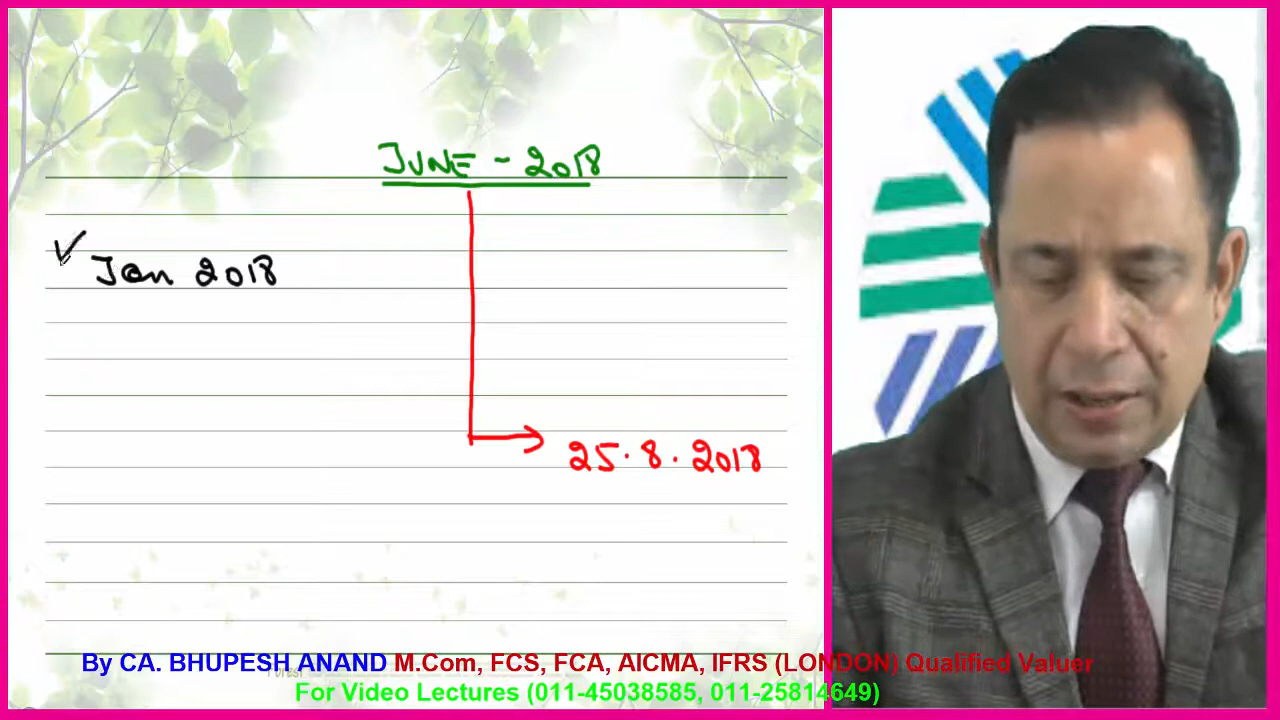 JUNE - 2018
Jan 2018
25.8.2018
By CA. BHUPESH ANAND M.Com, FCS, FCA, AICMA, IFRS (LONDON) Qualified Valuer
For Video Lectures (011-45038585, 011-25814649)